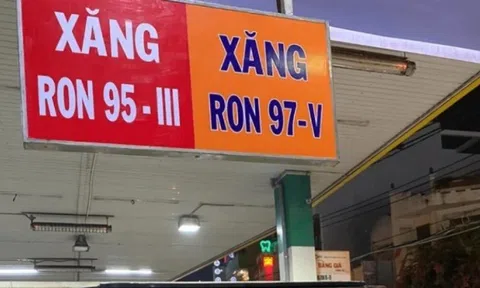 XĂNG
RON 95 - III
XĂNG
RON 97-V